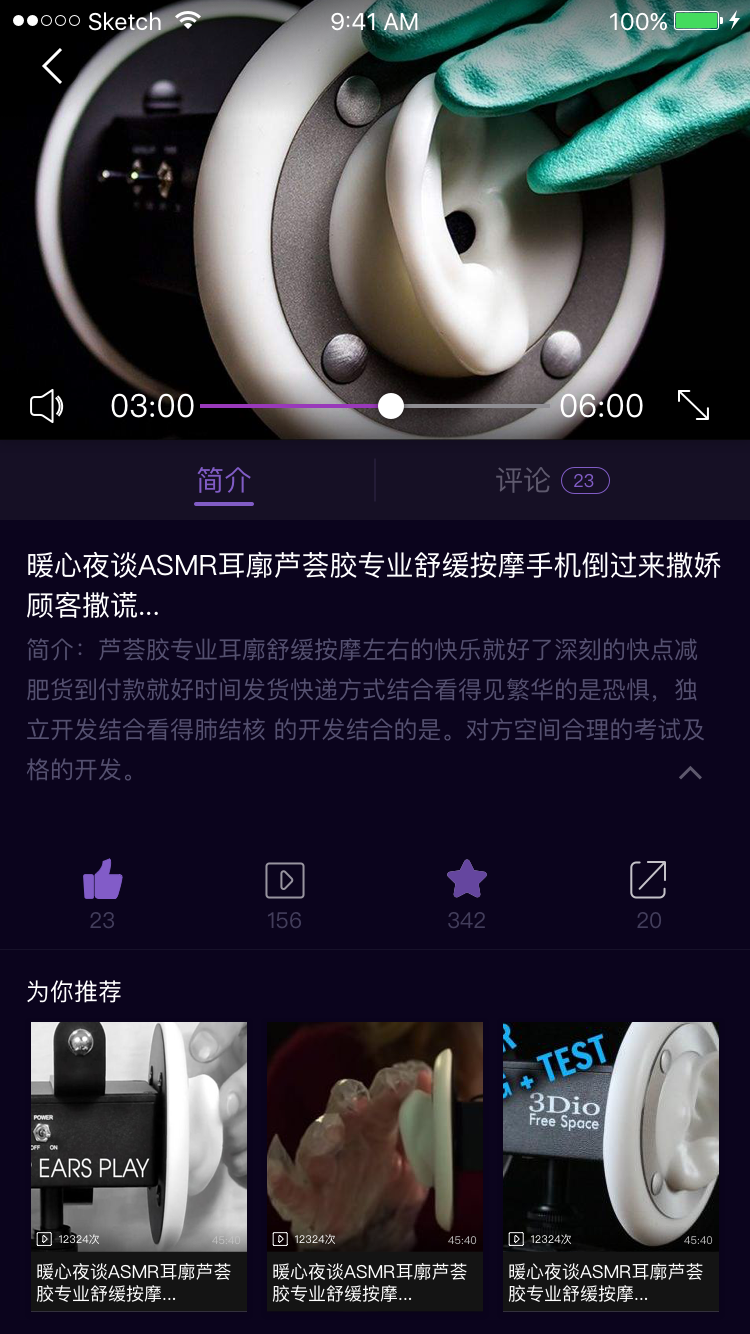 Sketch 9:41 AM 100%
03:00 06:00
简介 评论 23
暖心夜谈ASMR耳廓芦荟胶专业舒缓按摩手机倒过来撒娇
顾客撒谎...
简介：芦荟胶专业耳廓舒缓按摩左右的快乐就好了深刻的快点减
肥货到付款就好时间发货快递方式结合看得见繁华的是恐惧，独
立开发结合看得肺结核 的开发结合的是。对方空间合理的考试及
格的开发。
23 156 342 20
为你推荐
POWER
OFF ON
EARS PLAY
12324次 45:40
暖心夜谈ASMR耳廓芦荟
胶专业舒缓按摩...
12324次 45:40
暖心夜谈ASMR耳廓芦荟
胶专业舒缓按摩...
R
G + TEST
3Dio
Free Space
12324次 45:40
暖心夜谈ASMR耳廓芦荟
胶专业舒缓按摩...